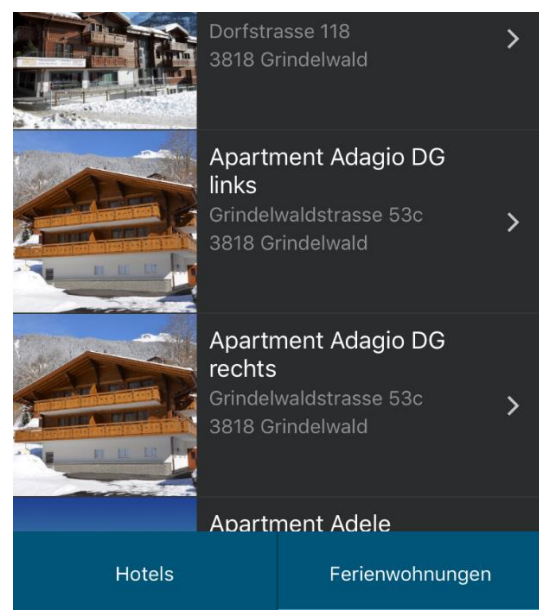 Dorfstrasse 118
3818 Grindelwald
Apartment Adagio DG
links
Grindelwaldstrasse 53c
3818 Grindelwald
Apartment Adagio DG
rechts
Grindelwaldstrasse 53c
3818 Grindelwald
Apartment Adele
Hotels
Ferienwohnungen